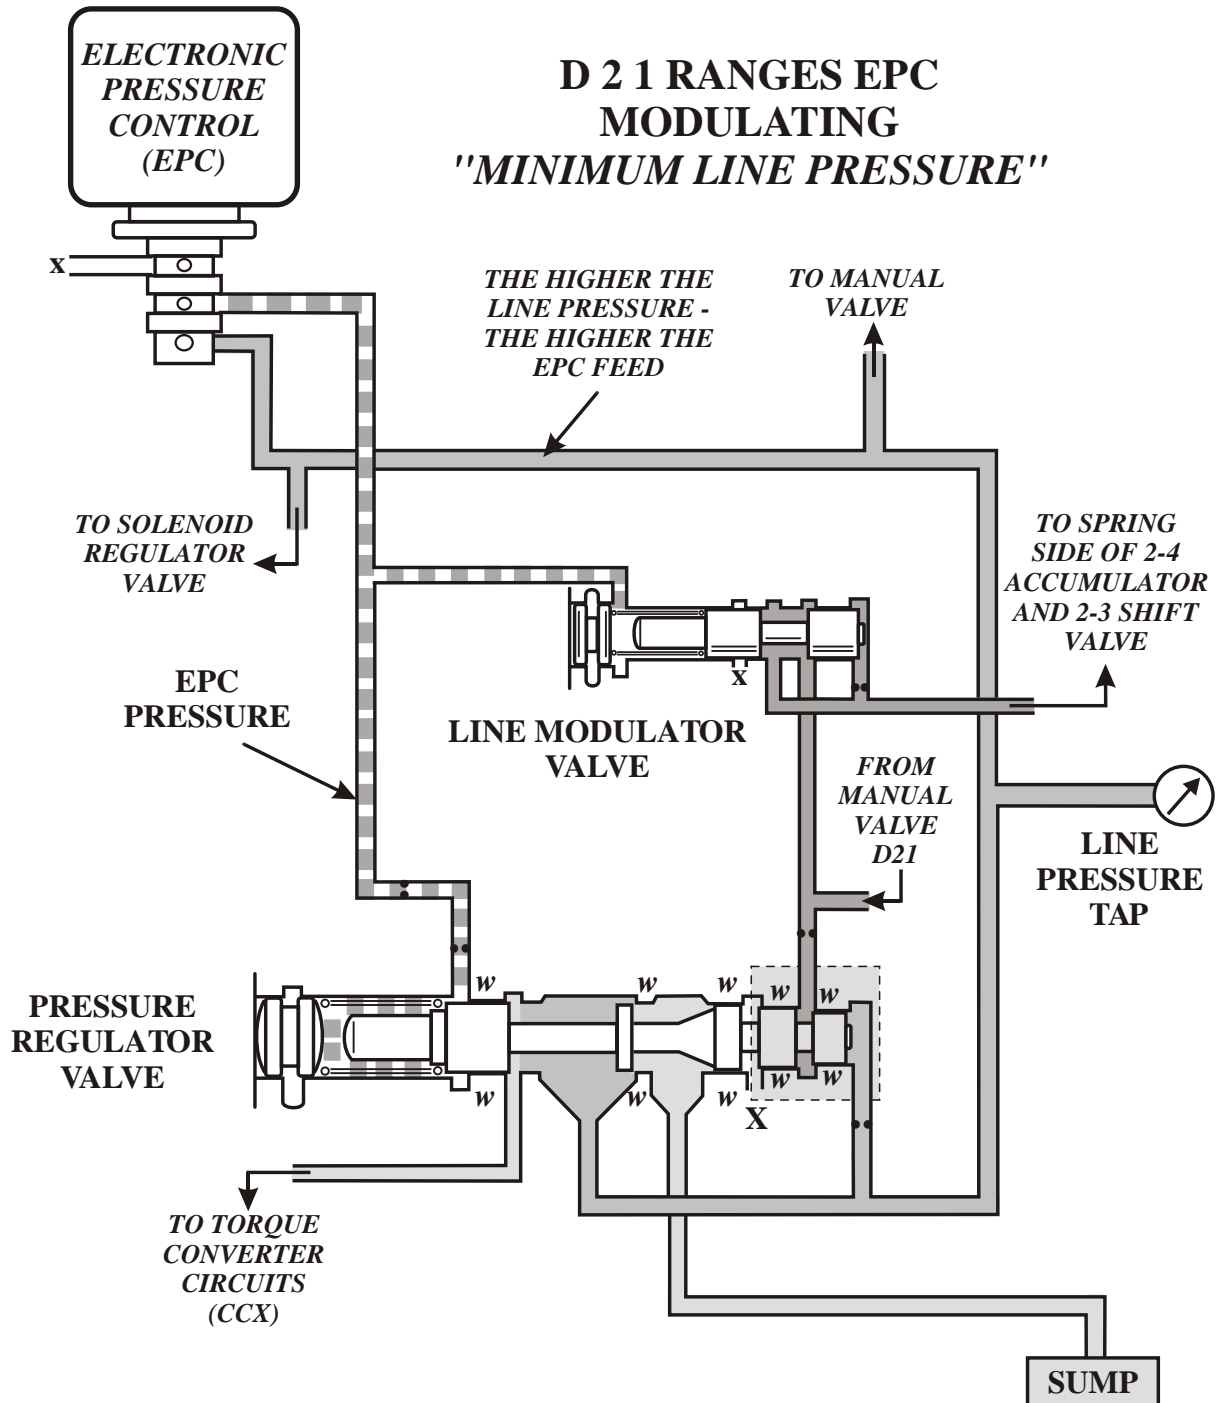 ELECTRONIC
PRESSURE
CONTROL
(EPC)
D 2 1 RANGES EPC
MODULATING
"MINIMUM LINE PRESSURE"
x
THE HIGHER THE
LINE PRESSURE -
THE HIGHER THE
EPC FEED
TO MANUAL
VALVE
TO SOLENOID
REGULATOR
VALVE
TO SPRING
SIDE OF 2-4
ACCUMULATOR
AND 2-3 SHIFT
VALVE
x
EPC
PRESSURE
LINE MODULATOR
VALVE
FROM
MANUAL
VALVE
D21
LINE
PRESSURE
TAP
PRESSURE
REGULATOR
VALVE
w
w
w
w
w
w
w
w
w
w
X
TO TORQUE
CONVERTER
CIRCUITS
(CCX)
SUMP